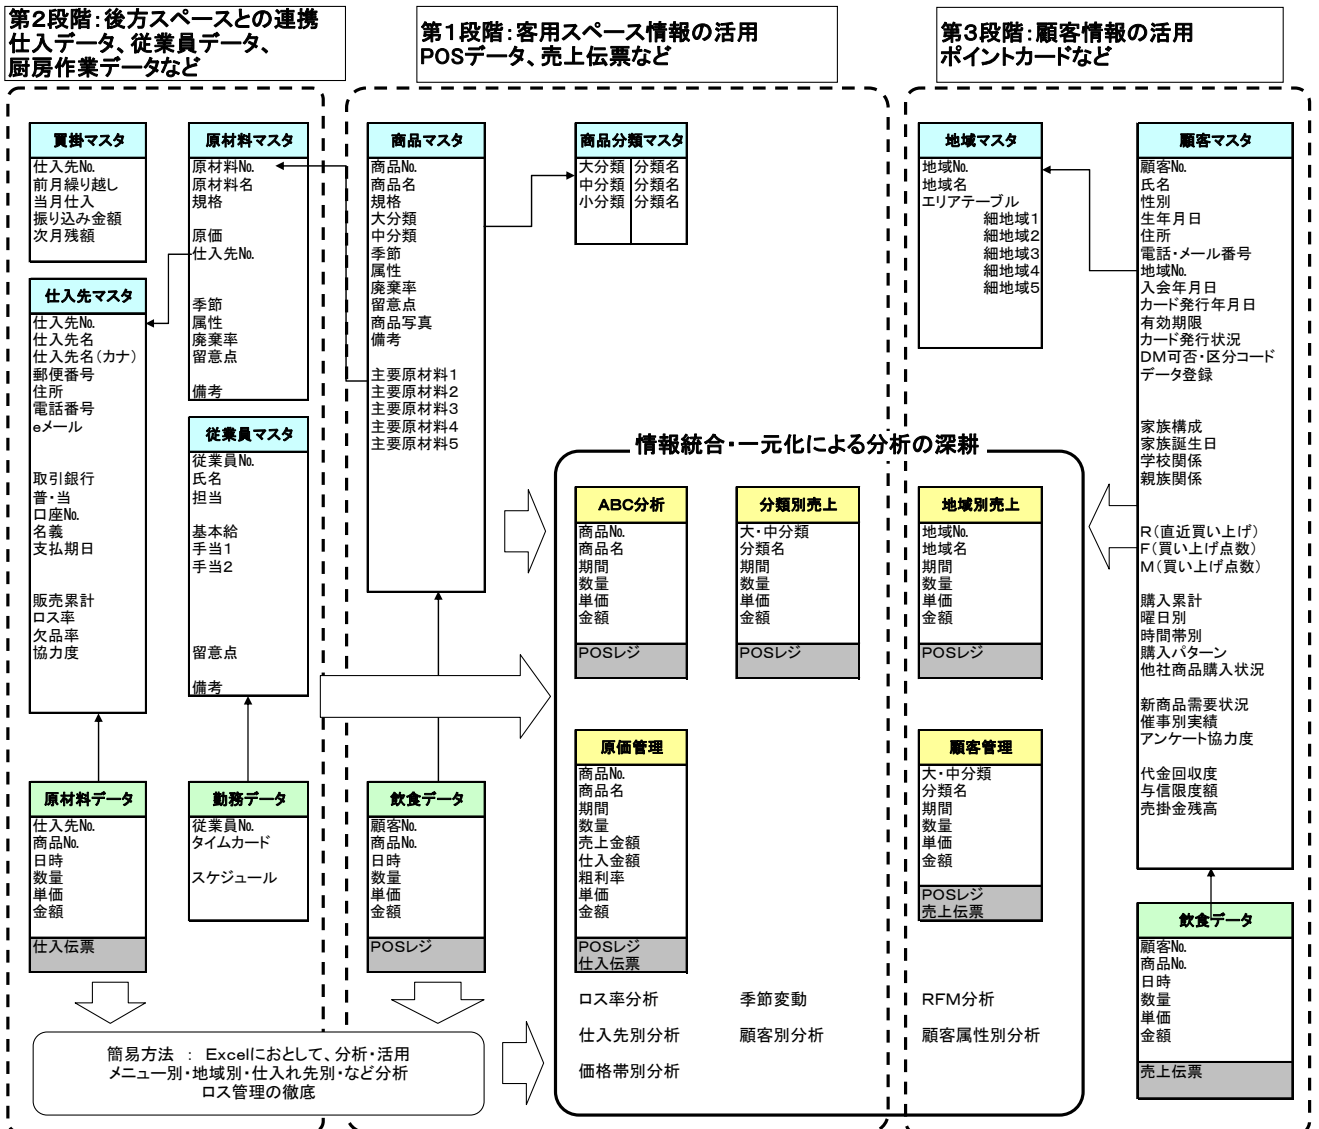 第2段階：後方スペースとの連携
仕入データ、従業員データ、
厨房作業データなど
第1段階：客用スペース情報の活用
POSデータ、売上伝票など
第3段階：顧客情報の活用
ポイントカードなど
買掛マスタ
仕入先No.
前月繰り越し
当月仕入
振り込み金額
次月残額
仕入先マスタ
仕入先No.
仕入先名
仕入先名（カナ）
郵便番号
住所
電話番号
eメール
取引銀行
普・当
口座No.
名義
支払期日
販売累計
ロス率
欠品率
協力度
原材料データ
仕入先No.
商品No.
日時
数量
単価
金額
仕入伝票
原材料マスタ
原材料No.
原材料名
規格
原価
仕入先No.
季節
属性
廃棄率
留意点
備考
従業員マスタ
従業員No.
氏名
担当
基本給
手当1
手当2
留意点
備考
勤務データ
従業員No.
タイムカード
スケジュール
商品マスタ
商品No.
商品名
規格
大分類
中分類
季節
属性
廃棄率
留意点
商品写真
備考
主要原材料1
主要原材料2
主要原材料3
主要原材料4
主要原材料5
飲食データ
顧客No.
商品No.
日時
数量
単価
金額
POSレジ
商品分類マスタ
大分類 分類名
中分類 分類名
小分類 分類名
地域マスタ
地域No.
地域名
エリアテーブル
細地域1
細地域2
細地域3
細地域4
細地域5
顧客マスタ
顧客No.
氏名
性別
生年月日
住所
電話・メール番号
地域No.
入会年月日
カード発行年月日
有効期限
カード発行状況
DM可否・区分コード
データ登録
家族構成
家族誕生日
学校関係
親族関係
R（直近買い上げ）
F（買い上げ点数）
M（買い上げ点数）
購入累計
曜日別
時間帯別
購入パターン
他社商品購入状況
新商品需要状況
催事別実績
アンケート協力度
代金回収度
与信限度額
売掛金残高
飲食データ
顧客No.
商品No.
日時
数量
単価
金額
売上伝票
情報統合・一元化による分析の深耕
ABC分析
商品No.
商品名
期間
数量
単価
金額
POSレジ
分類別売上
大・中分類
分類名
期間
数量
単価
金額
POSレジ
地域別売上
地域No.
地域名
期間
数量
単価
金額
POSレジ
原価管理
商品No.
商品名
期間
数量
売上金額
仕入金額
粗利率
単価
金額
POSレジ
仕入伝票
顧客管理
大・中分類
分類名
期間
数量
単価
金額
POSレジ
売上伝票
ロス率分析 季節変動 RFM分析
仕入先別分析 顧客別分析 顧客属性別分析
価格帯別分析
簡易方法 ： Excelにおとして、分析・活用
メニュー別・地域別・仕入れ先別・など分析
ロス管理の徹底